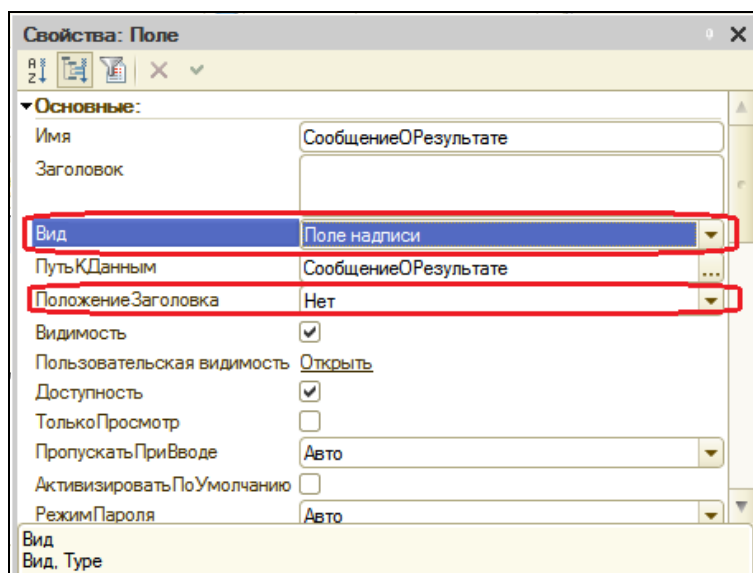 Свойства: Поле
Основные:
Имя СообщениеОРезультате
Заголовок
Вид Поле надписи
ПутьКДанным СообщениеОРезультате ...
ПоложениеЗаголовка Нет
Видимость
Пользовательская видимость Открыть
Доступность
ТолькоПросмотр
ПропускатьПриВводе Авто
АктивизироватьПоУмолчанию
РежимПароля Авто
Вид
Вид, Type